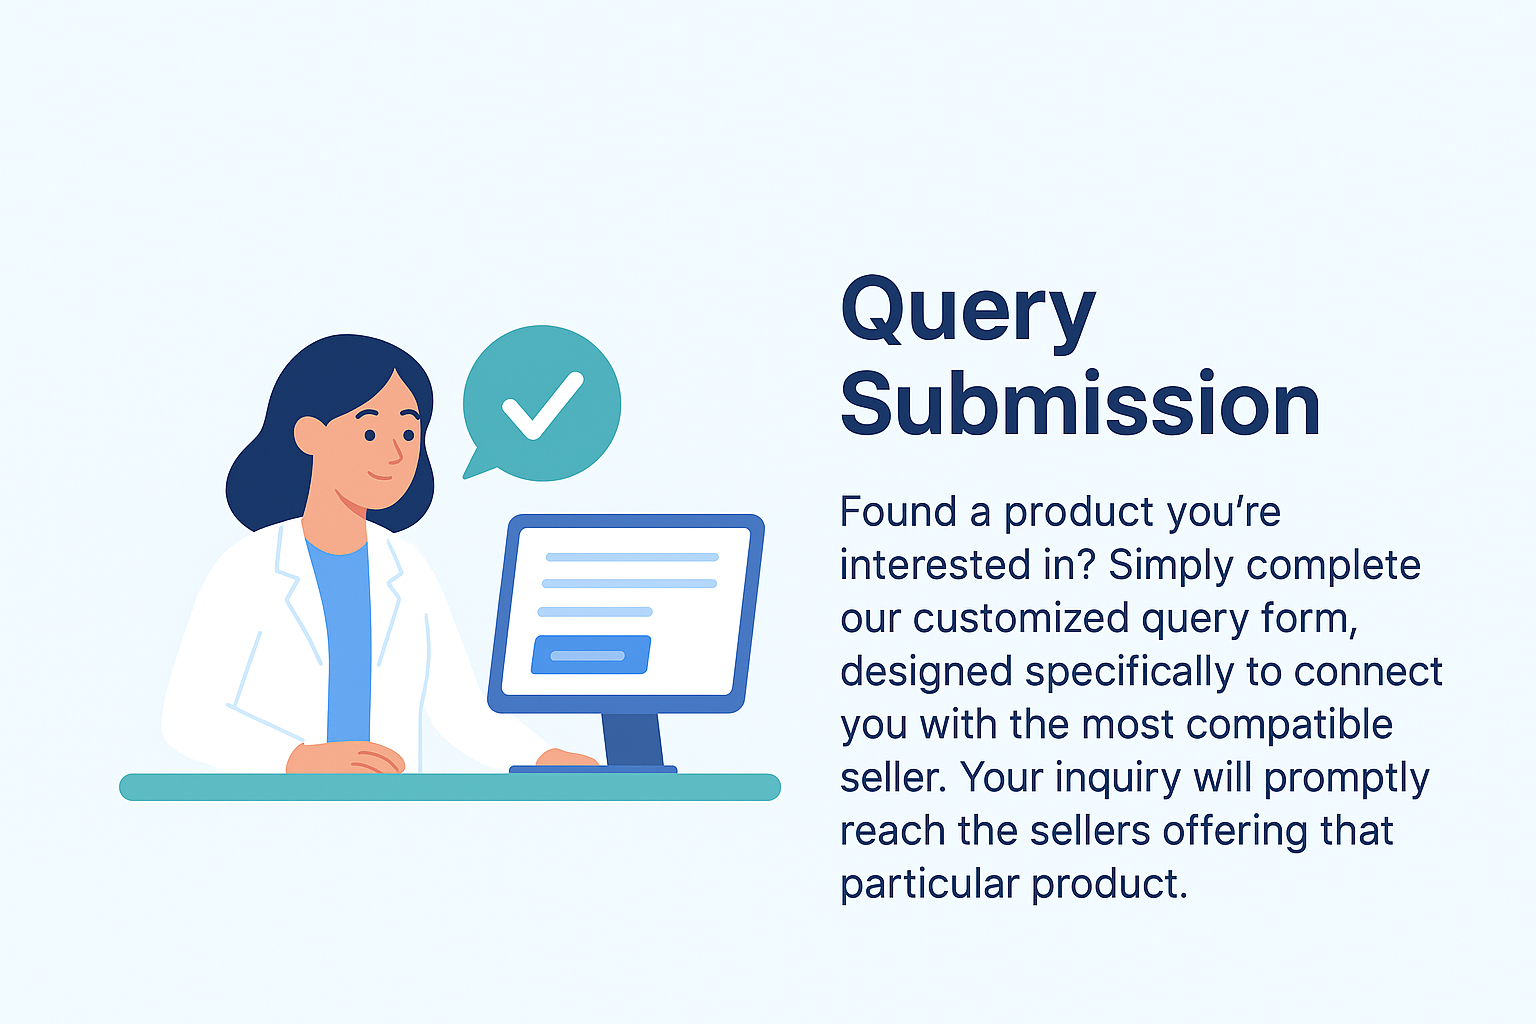 Query
Submission
Found a product you’re
interested in? Simply complete
our customized query form,
designed specifically to connect
you with the most compatible
seller. Your inquiry will promptly
reach the sellers offering that
particular product.